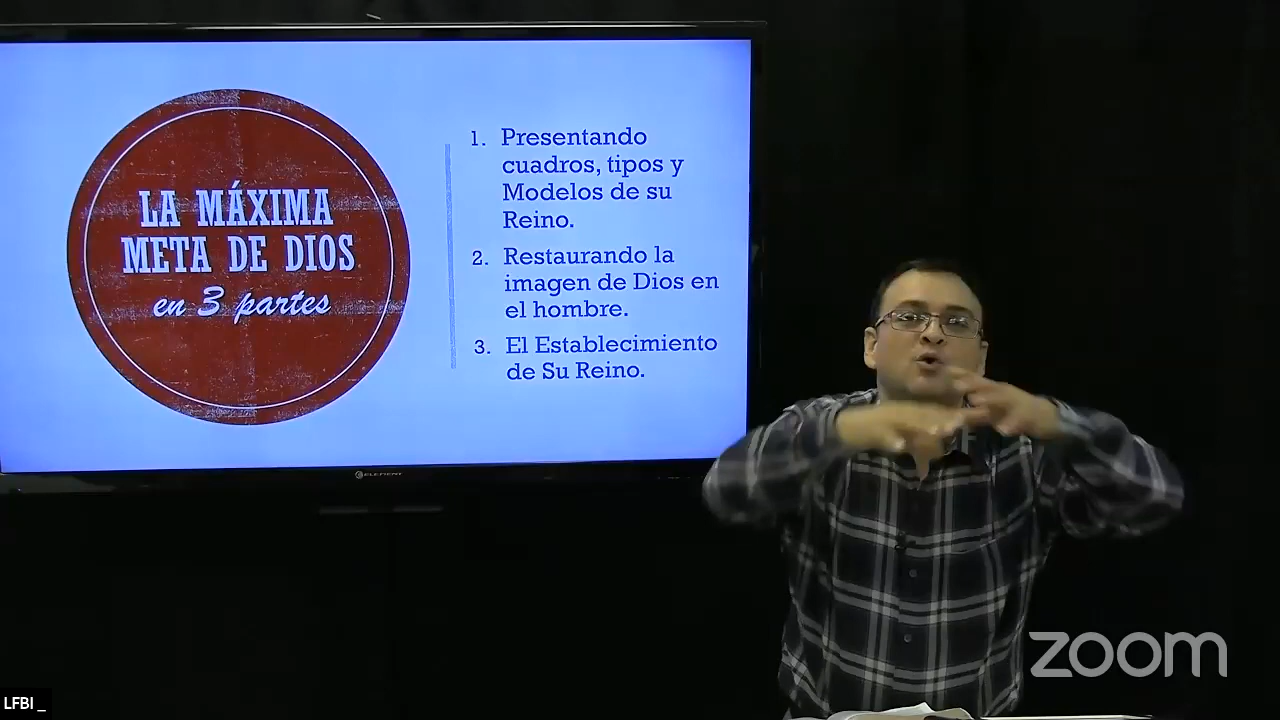 LA MÁXIMA
META DE DIOS
en 3 partes
1. Presentando
cuadros, tipos y
Modelos de su
Reino.
2. Restaurando la
imagen de Dios en
el hombre.
3. El Establecimiento
de Su Reino.
ELEMENT
zoom
LFBI _